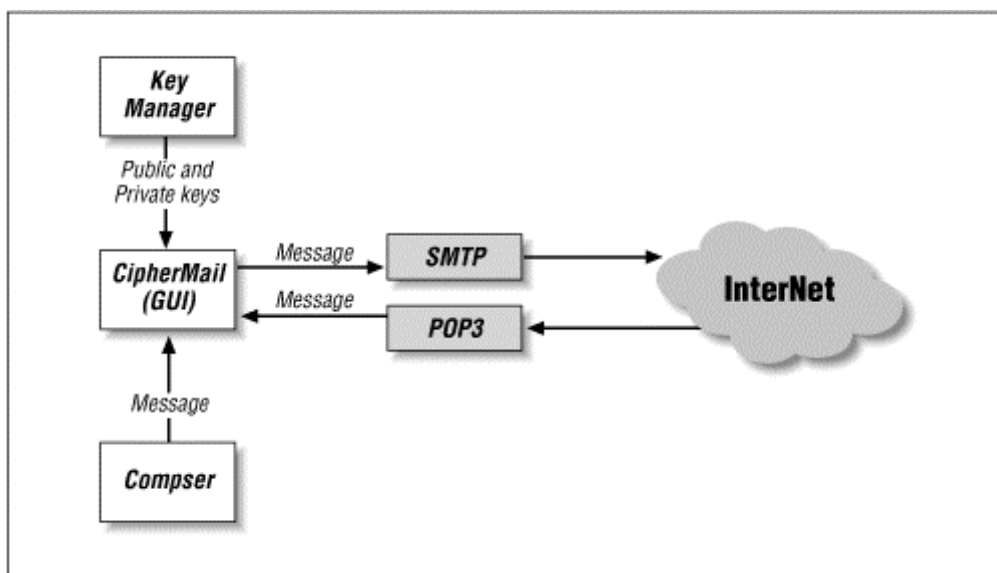 Key
Manager
Public and
Private keys
CipherMail
(GUI)
Message
SMTP
Message
POP3
InterNet
Message
Compser